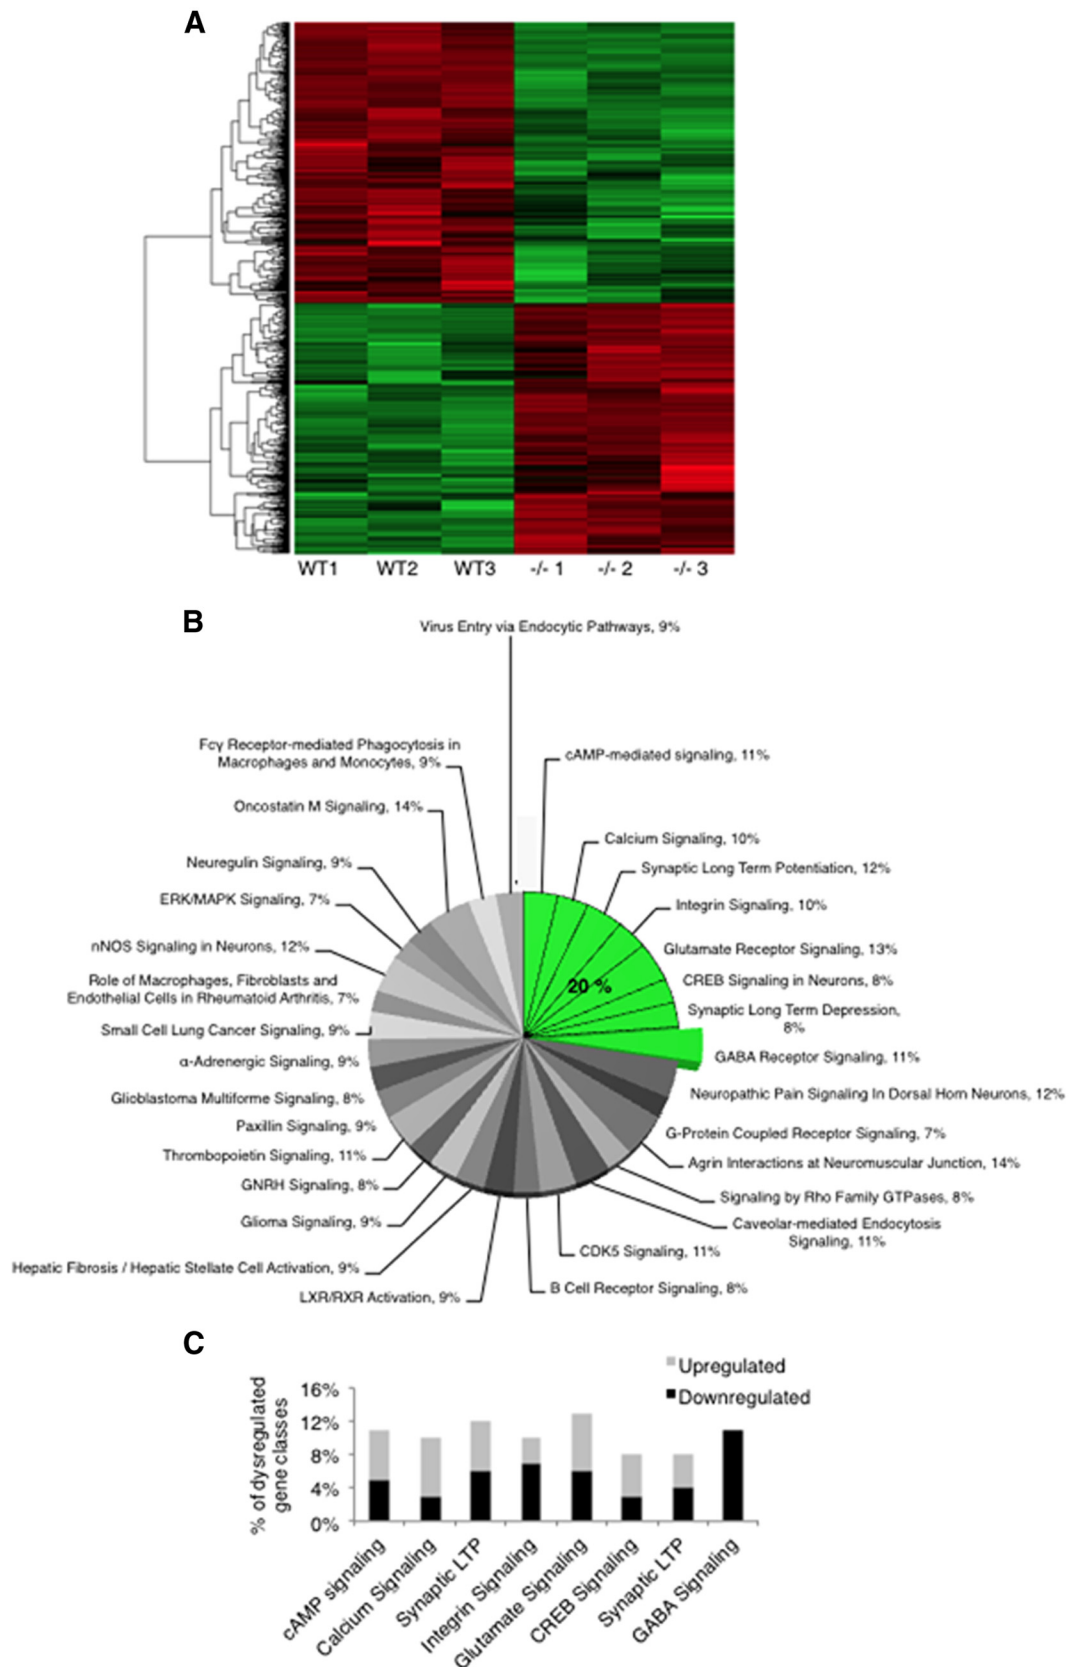 A
WT1 WT2 WT3 -/- 1 -/- 2 -/- 3
B
Virus Entry via Endocytic Pathways, 9%
Fcγ Receptor-mediated Phagocytosis in
Macrophages and Monocytes, 9%
Oncostatin M Signaling, 14%
Neuregulin Signaling, 9%
ERK/MAPK Signaling, 7%
nNOS Signaling in Neurons, 12%
Role of Macrophages, Fibroblasts and
Endothelial Cells in Rheumatoid Arthritis, 7%
Small Cell Lung Cancer Signaling, 9%
α-Adrenergic Signaling, 9%
Glioblastoma Multiforme Signaling, 8%
Paxillin Signaling, 9%
Thrombopoietin Signaling, 11%
GNRH Signaling, 8%
Glioma Signaling, 9%
Hepatic Fibrosis / Hepatic Stellate Cell Activation, 9%
LXR/RXR Activation, 9%
cAMP-mediated signaling, 11%
Calcium Signaling, 10%
Synaptic Long Term Potentiation, 12%
Integrin Signaling, 10%
Glutamate Receptor Signaling, 13%
CREB Signaling in Neurons, 8%
Synaptic Long Term Depression,
8%
GABA Receptor Signaling, 11%
Neuropathic Pain Signaling In Dorsal Horn Neurons, 12%
G-Protein Coupled Receptor Signaling, 7%
Agrin Interactions at Neuromuscular Junction, 14%
Signaling by Rho Family GTPases, 8%
Caveolar-mediated Endocytosis
Signaling, 11%
CDK5 Signaling, 11%
B Cell Receptor Signaling, 8%
20 %
C
Upregulated
Downregulated
% of dysregulated
gene classes
16%
12%
8%
4%
0%
cAMP signaling
Calcium Signaling
Synaptic LTP
Integrin Signaling
Glutamate Signaling
CREB Signaling
Synaptic LTP
GABA Signaling